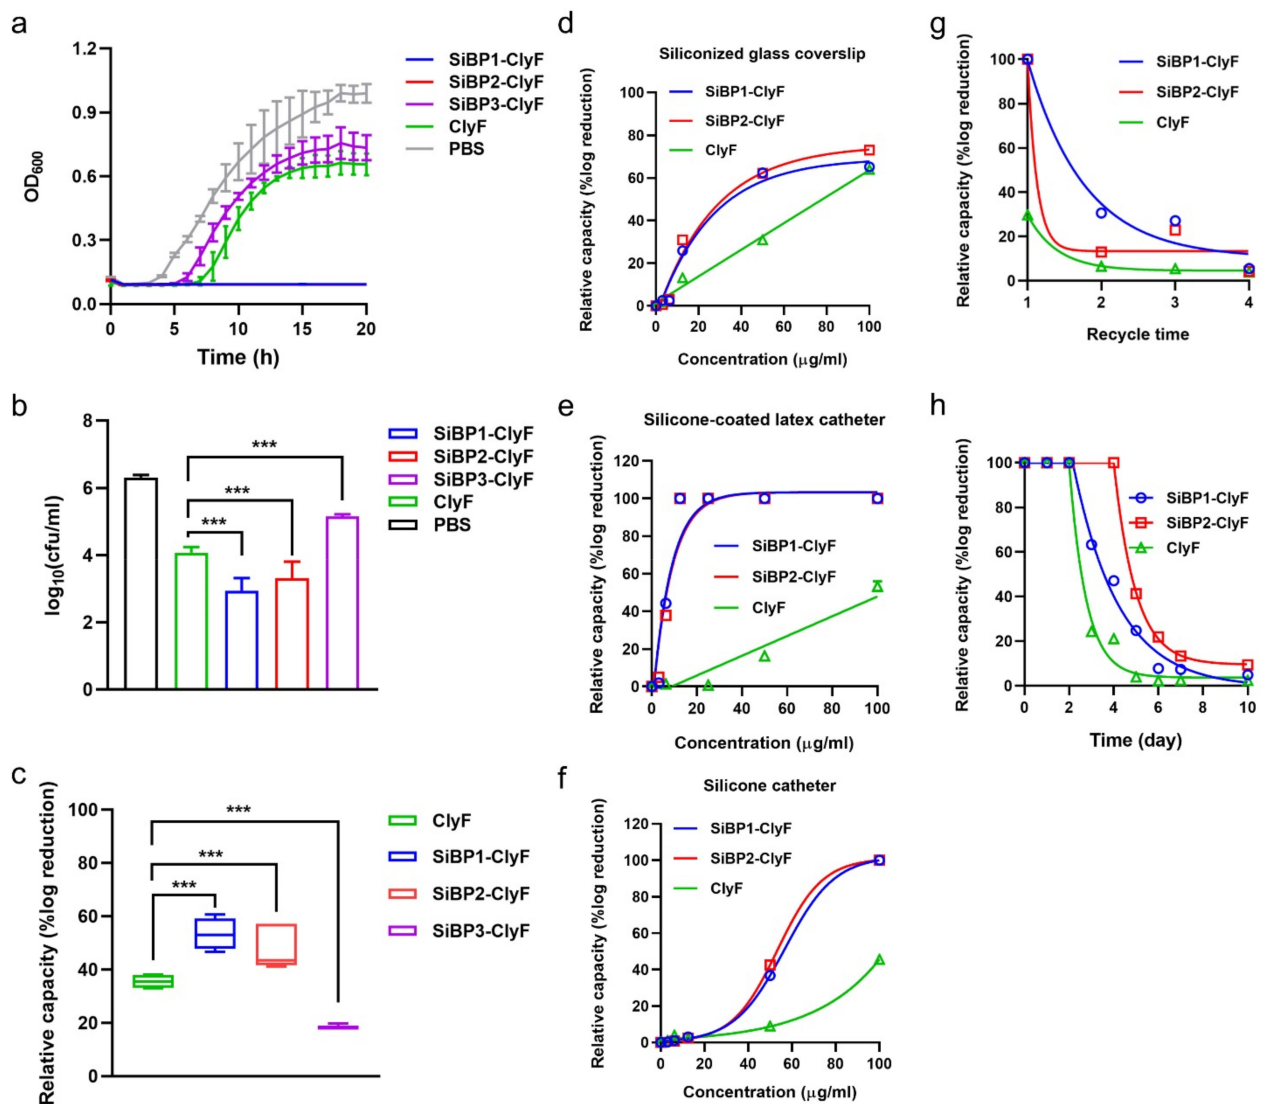 a
1.2
0.9
0.6
0.3
0.0
OD600
0 5 10 15 20
Time (h)
SiBP1-ClyF
SiBP2-ClyF
SiBP3-ClyF
ClyF
PBS
b
8
6
4
2
0
log10(cfu/ml)
***
***
***
SiBP1-ClyF
SiBP2-ClyF
SiBP3-ClyF
ClyF
PBS
c
100
80
60
40
20
0
Relative capacity (%log reduction)
***
***
***
ClyF
SiBP1-ClyF
SiBP2-ClyF
SiBP3-ClyF
d
Siliconized glass coverslip
100
80
60
40
20
0
Relative capacity (%log reduction)
SiBP1-ClyF
SiBP2-ClyF
ClyF
0 20 40 60 80 100
Concentration (μg/ml)
e
Silicone-coated latex catheter
120
100
80
60
40
20
0
Relative capacity (%log reduction)
SiBP1-ClyF
SiBP2-ClyF
ClyF
0 20 40 60 80 100
Concentration (μg/ml)
f
Silicone catheter
120
100
80
60
40
20
0
Relative capacity (%log reduction)
SiBP1-ClyF
SiBP2-ClyF
ClyF
0 20 40 60 80 100
Concentration (μg/ml)
g
100
80
60
40
20
0
Relative capacity (%log reduction)
SiBP1-ClyF
SiBP2-ClyF
ClyF
1 2 3 4
Recycle time
h
100
80
60
40
20
0
Relative capacity (%log reduction)
SiBP1-ClyF
SiBP2-ClyF
ClyF
0 2 4 6 8 10
Time (day)